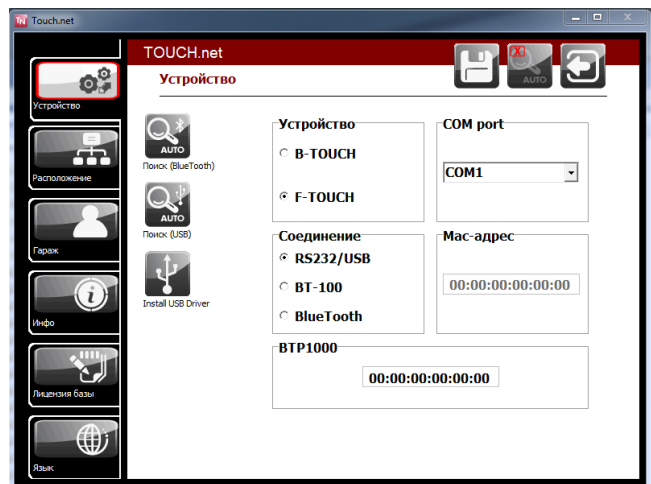 Touch.net
TOUCH.net
Устройство
AUTO
Устройство
Расположение
Гараж
Инфо
Лицензия базы
Язык
AUTO
Поиск (BlueTooth)
AUTO
Поиск (USB)
Install USB Driver
Устройство
B-TOUCH
F-TOUCH
COM port
COM1
Соединение
RS232/USB
BT-100
BlueTooth
Mac-адрес
00:00:00:00:00:00
BTP1000
00:00:00:00:00:00